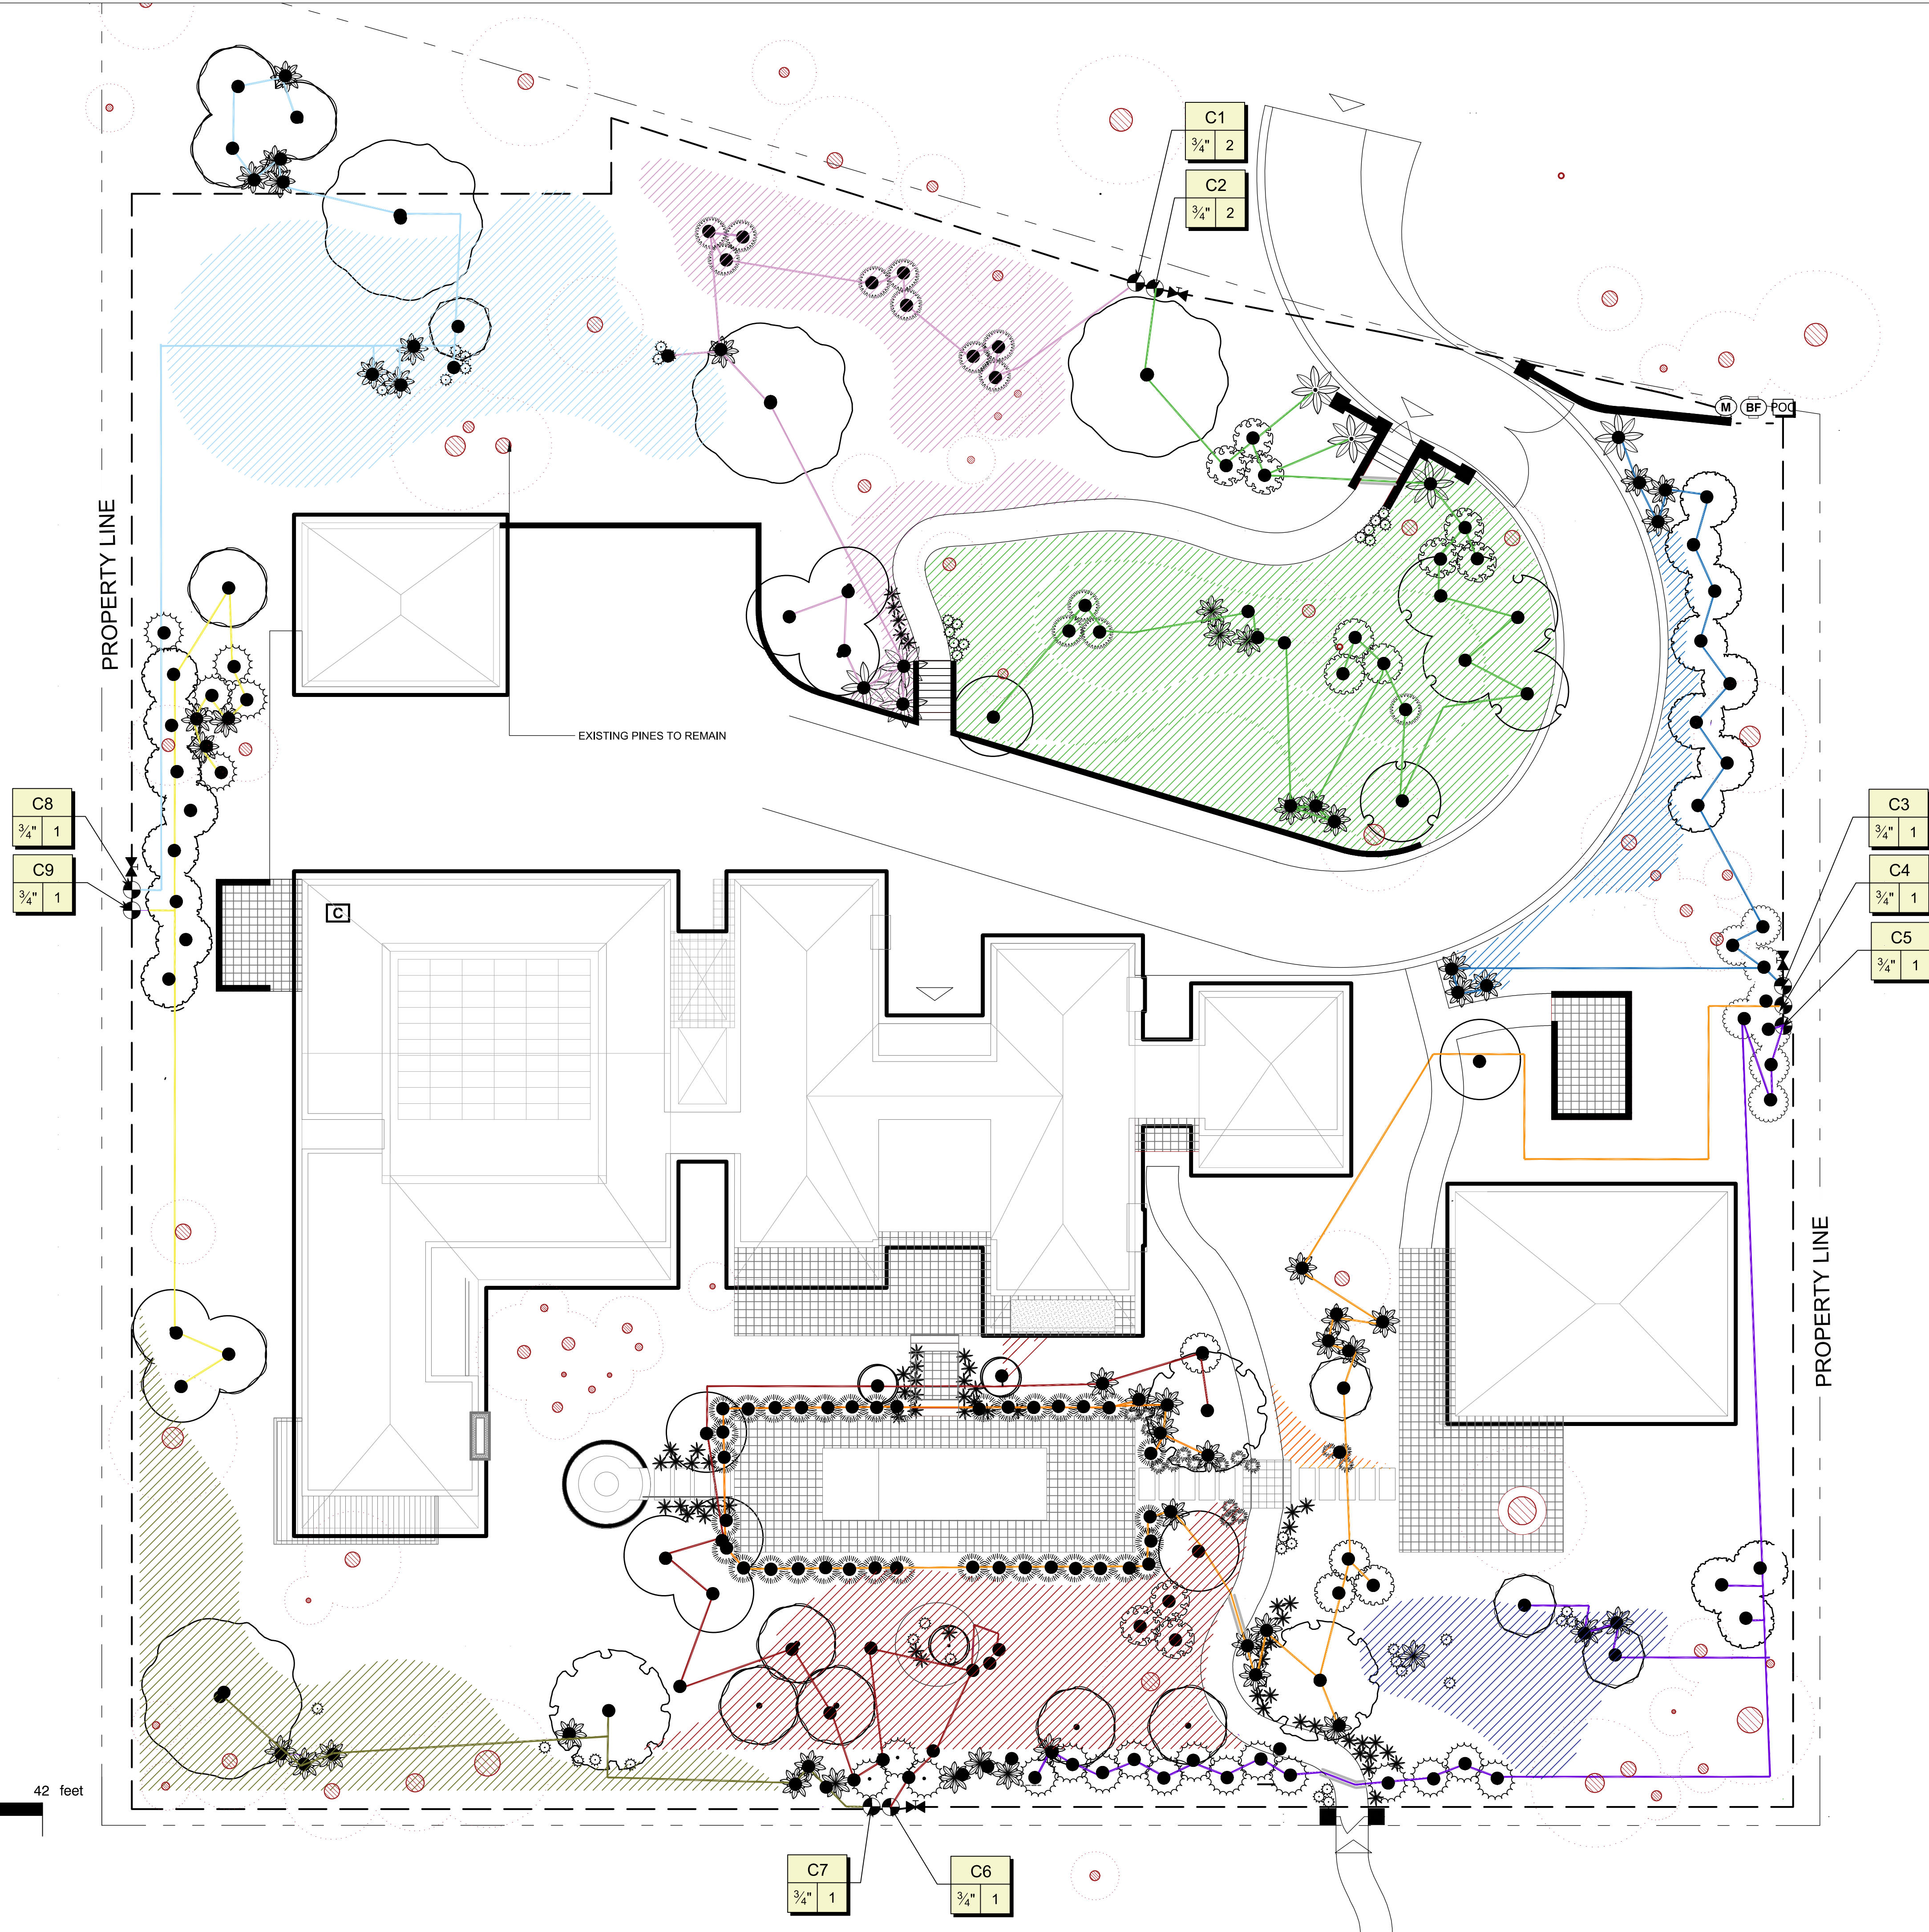 C1
¾" 2
C2
¾" 2
M BF POC
PROPERTY LINE
EXISTING PINES TO REMAIN
C8
¾" 1
C9
¾" 1
C
C3
¾" 1
C4
¾" 1
C5
¾" 1
PROPERTY LINE
42 feet
C7
¾" 1
C6
¾" 1